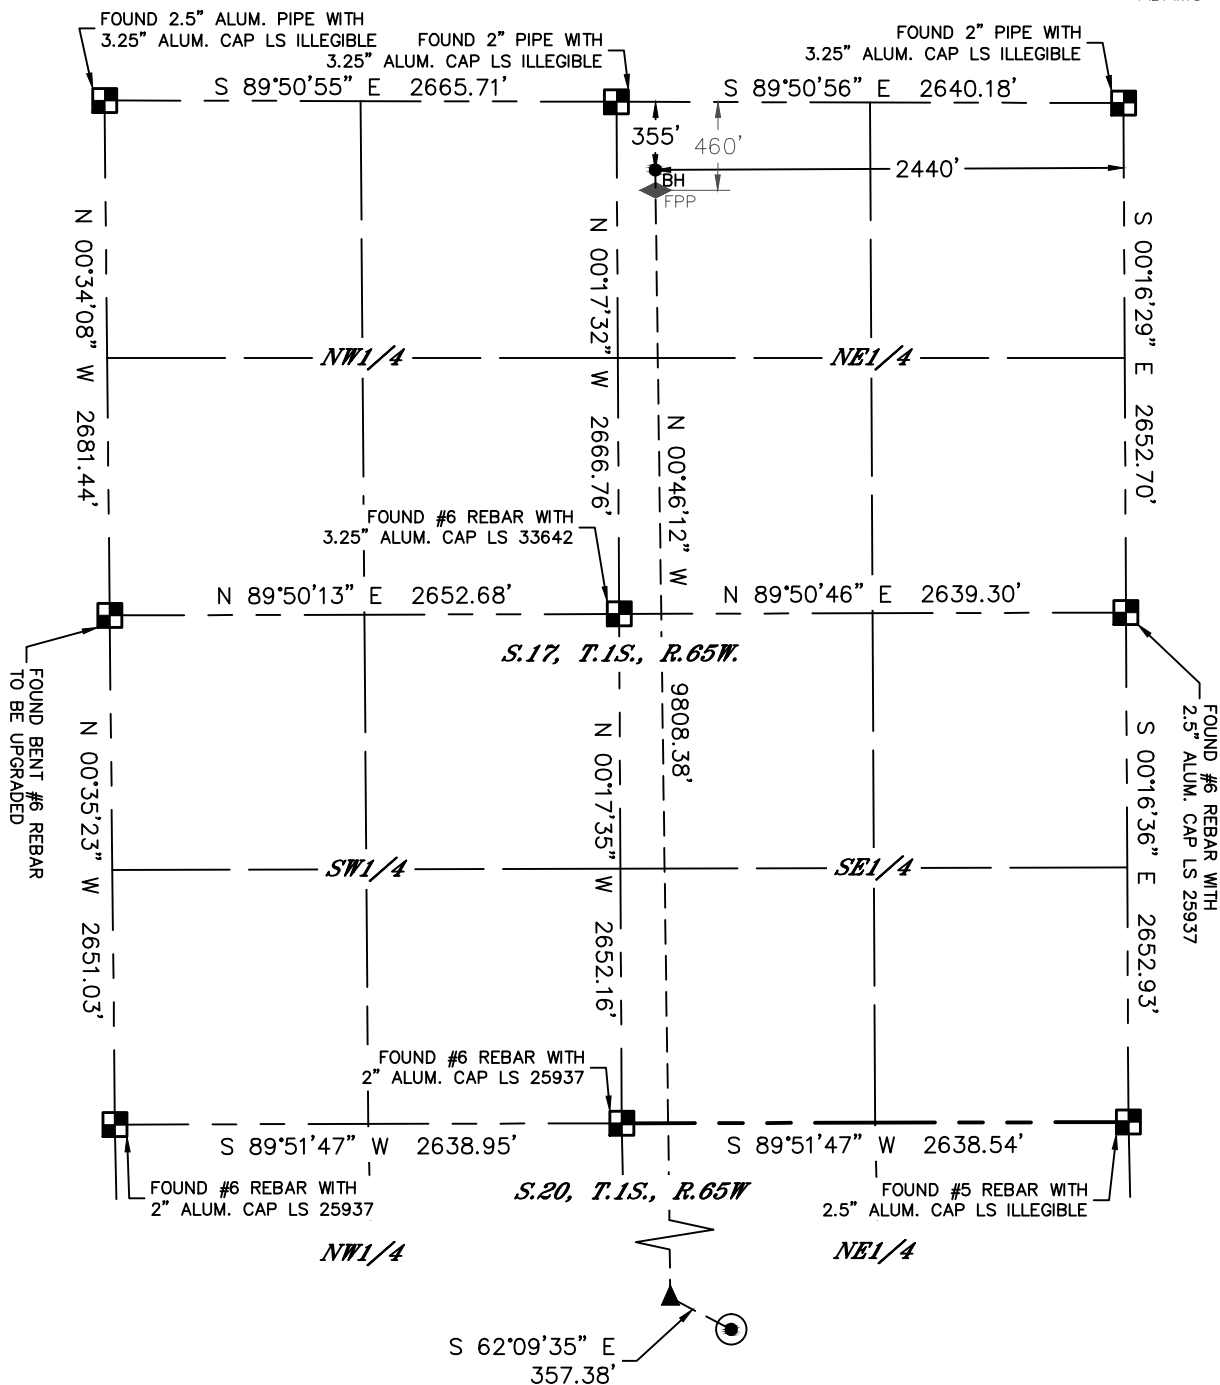 FOUND 2.5" ALUM. PIPE WITH
3.25" ALUM. CAP LS ILLEGIBLE
FOUND 2" PIPE WITH
3.25" ALUM. CAP LS ILLEGIBLE
FOUND 2" PIPE WITH
3.25" ALUM. CAP LS ILLEGIBLE
S 89°50'55" E 2665.71'
S 89°50'56" E 2640.18'
355'
460'
2440'
BH
FPP
N 00°34'08" W 2681.44'
N 00°17'32" W 2666.76'
S 00°16'29" E 2652.70'
NW1/4
NE1/4
N 00°46'12" W 9808.38'
FOUND #6 REBAR WITH
3.25" ALUM. CAP LS 33642
N 89°50'13" E 2652.68'
N 89°50'46" E 2639.30'
S.17, T.1S., R.65W.
FOUND BENT #6 REBAR
TO BE UPGRADED
FOUND #6 REBAR WITH
2.5" ALUM. CAP LS 25937
N 00°35'23" W 2651.03'
N 00°17'35" W 2652.16'
S 00°16'36" E 2652.93'
SW1/4
SE1/4
FOUND #6 REBAR WITH
2" ALUM. CAP LS 25937
S 89°51'47" W 2638.95'
S 89°51'47" W 2638.54'
FOUND #6 REBAR WITH
2" ALUM. CAP LS 25937
S.20, T.1S., R.65W
FOUND #5 REBAR WITH
2.5" ALUM. CAP LS ILLEGIBLE
NW1/4
NE1/4
S 62°09'35" E
357.38'